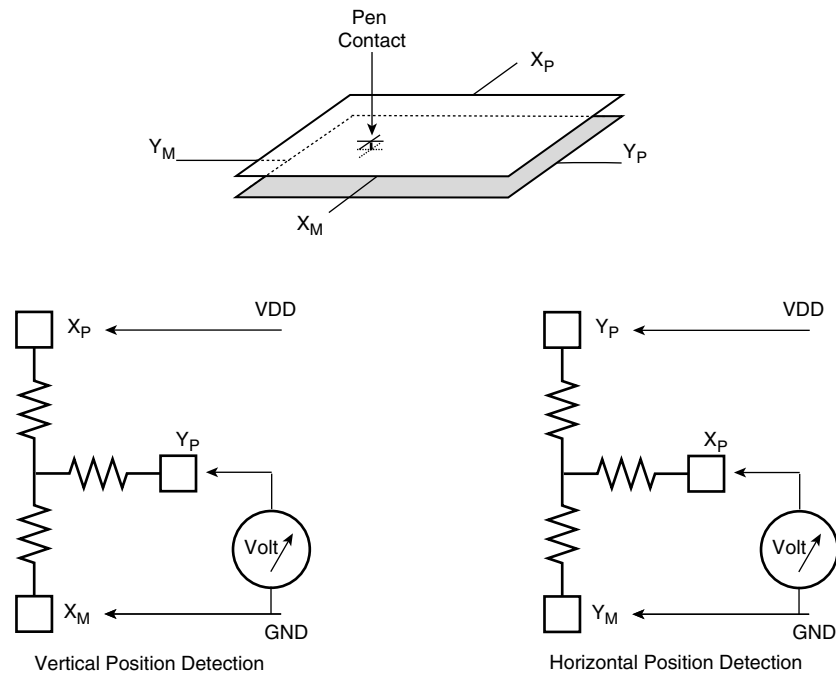 Pen
Contact
X_P
Y_M
Y_P
X_M
X_P
VDD
Y_P
Volt
X_M
GND
Vertical Position Detection
Y_P
VDD
X_P
Volt
Y_M
GND
Horizontal Position Detection